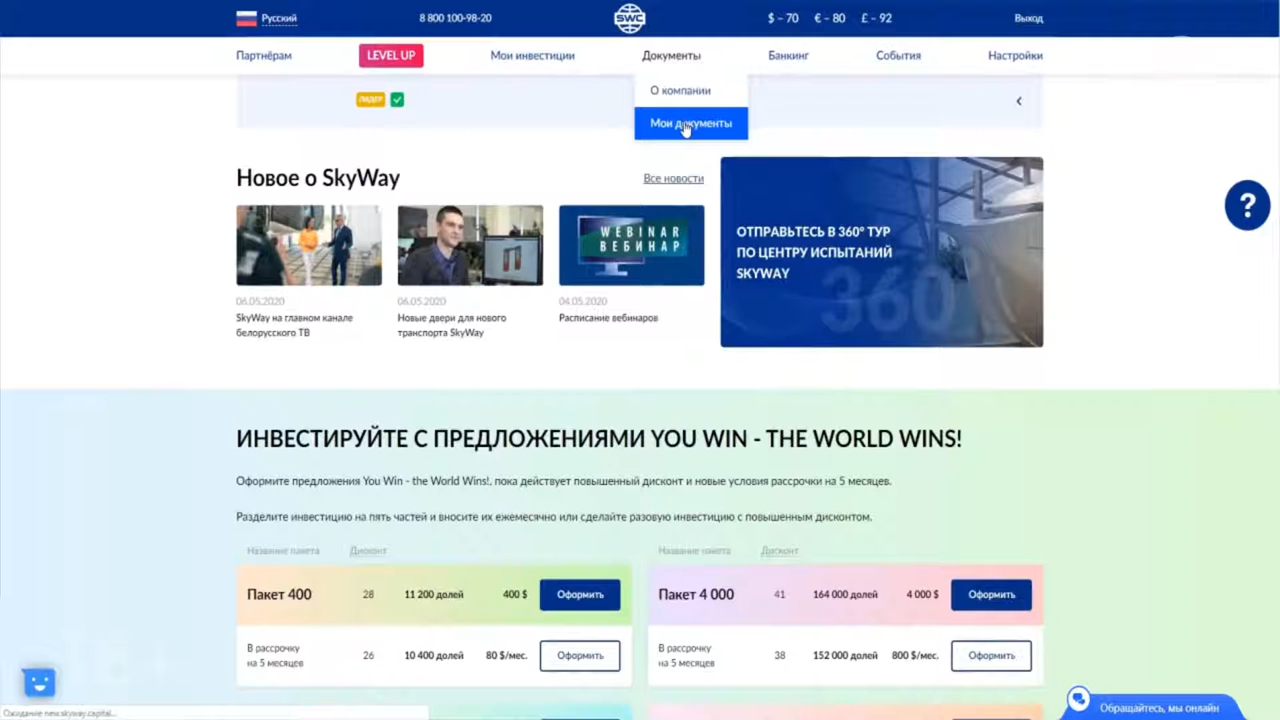 Русский
8 800 100-98-20
SWC
$ – 70 € – 80 £ – 92
Выход
Партнёрам
LEVEL UP
Мои инвестиции
Документы
Банкинг
События
Настройки
О компании
Мои документы
ЛИДЕР
Новое о SkyWay
Все новости
WEBINAR
ВЕБИНАР
06.05.2020
SkyWay на главном канале
белорусского ТВ
06.05.2020
Новые двери для нового
транспорта SkyWay
04.05.2020
Расписание вебинаров
ОТПРАВЬТЕСЬ В 360° ТУР
ПО ЦЕНТРУ ИСПЫТАНИЙ
SKYWAY
360
?
ИНВЕСТИРУЙТЕ С ПРЕДЛОЖЕНИЯМИ YOU WIN - THE WORLD WINS!
Оформите предложения You Win - the World Wins!, пока действует повышенный дисконт и новые условия рассрочки на 5 месяцев.
Разделите инвестицию на пять частей и вносите их ежемесячно или сделайте разовую инвестицию с повышенным дисконтом.
Название пакета Дисконт
Пакет 400 28 11 200 долей 400 $ Оформить
В рассрочку
на 5 месяцев 26 10 400 долей 80 $/мес. Оформить
Название пакета Дисконт
Пакет 4 000 41 164 000 долей 4 000 $ Оформить
В рассрочку
на 5 месяцев 38 152 000 долей 800 $/мес. Оформить
Ожидание new.skyway.capital...
Обращайтесь, мы онлайн